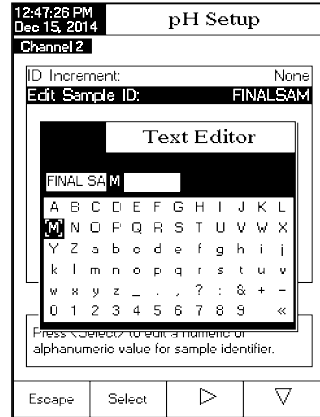 12:47:26 PM
Dec 15, 2014
pH Setup
Channel 2
ID Increment: None
Edit Sample ID: FINALSAM
Text Editor
FINAL SAM
A B C D E F G H I J K L
M N O P Q R S T U V W X
Y Z a b c d e f g h i j
k l m n o p q r s t u v
w x y z _ . , ? : & + -
0 1 2 3 4 5 6 7 8 9 «
Press <Select> to edit a numeric or
alphanumeric value for sample identifier.
Escape Select